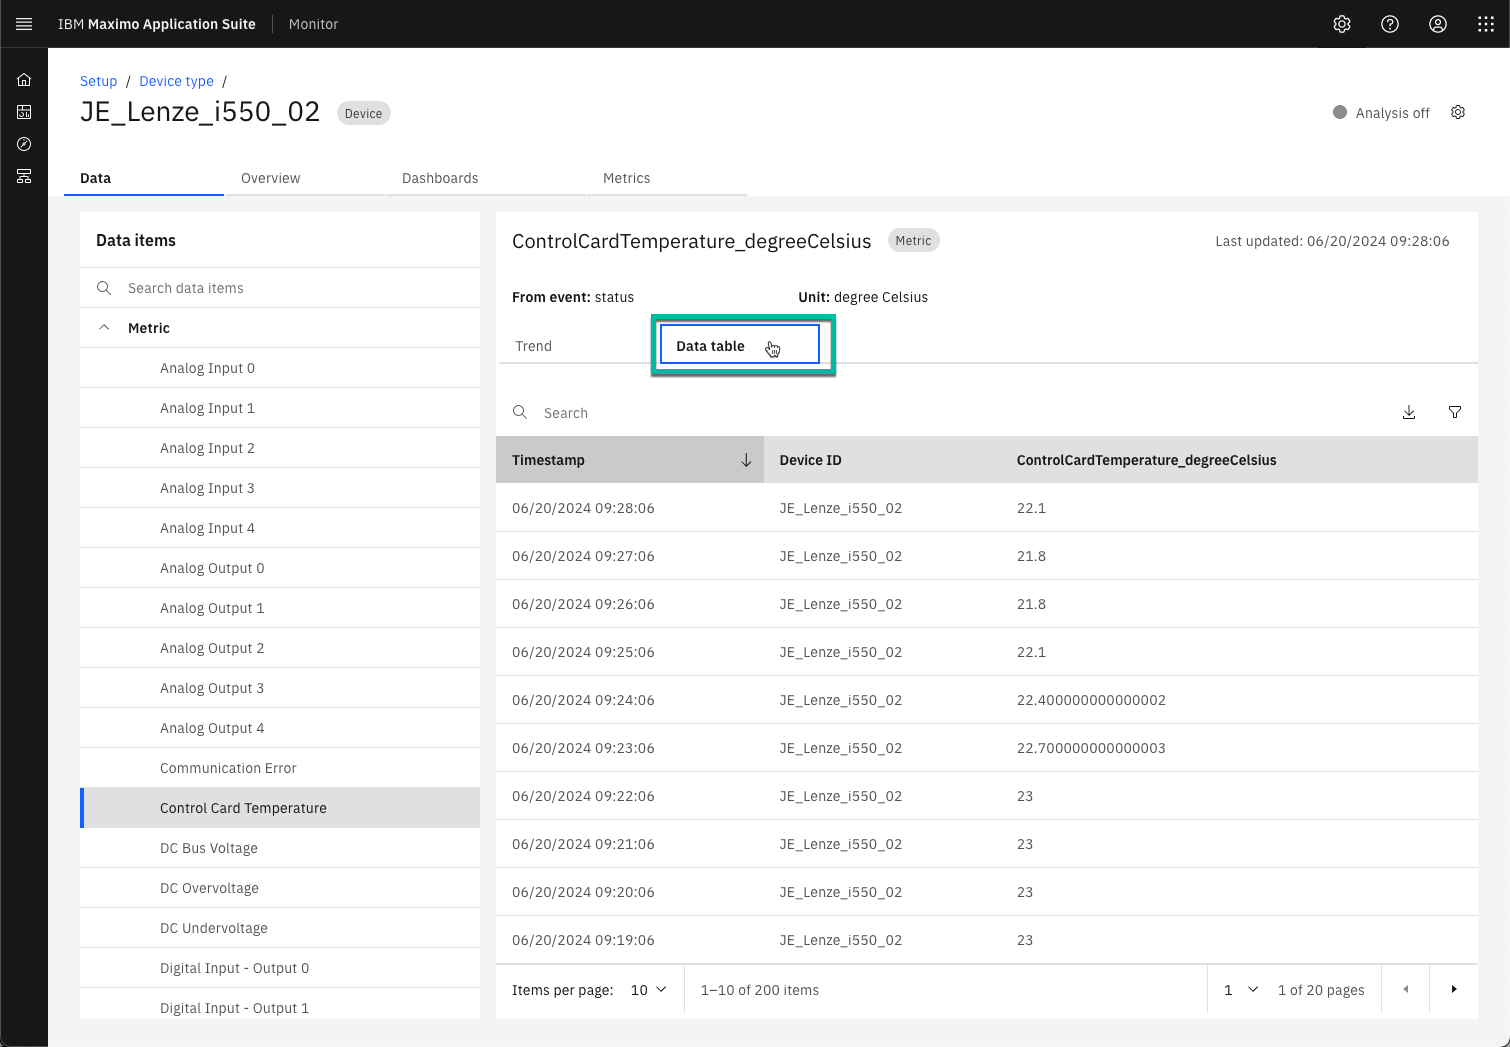 IBM Maximo Application Suite Monitor
Setup / Device type /
JE_Lenze_i550_02 Device
Analysis off
Data Overview Dashboards Metrics
Data items
Search data items
Metric
Analog Input 0
Analog Input 1
Analog Input 2
Analog Input 3
Analog Input 4
Analog Output 0
Analog Output 1
Analog Output 2
Analog Output 3
Analog Output 4
Communication Error
Control Card Temperature
DC Bus Voltage
DC Overvoltage
DC Undervoltage
Digital Input - Output 0
Digital Input - Output 1
ControlCardTemperature_degreeCelsius Metric
Last updated: 06/20/2024 09:28:06
From event: status Unit: degree Celsius
Trend Data table
Search
Timestamp Device ID ControlCardTemperature_degreeCelsius
06/20/2024 09:28:06 JE_Lenze_i550_02 22.1
06/20/2024 09:27:06 JE_Lenze_i550_02 21.8
06/20/2024 09:26:06 JE_Lenze_i550_02 21.8
06/20/2024 09:25:06 JE_Lenze_i550_02 22.1
06/20/2024 09:24:06 JE_Lenze_i550_02 22.400000000000002
06/20/2024 09:23:06 JE_Lenze_i550_02 22.700000000000003
06/20/2024 09:22:06 JE_Lenze_i550_02 23
06/20/2024 09:21:06 JE_Lenze_i550_02 23
06/20/2024 09:20:06 JE_Lenze_i550_02 23
06/20/2024 09:19:06 JE_Lenze_i550_02 23
Items per page: 10 1–10 of 200 items 1 1 of 20 pages